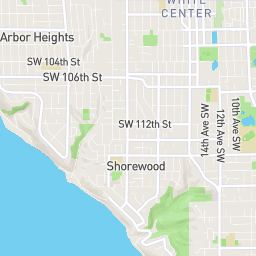 WHITE
CENTER
Arbor Heights
SW 104th St
SW 106th St
SW 112th St
14th Ave SW
12th Ave SW
10th Ave SW
Shorewood